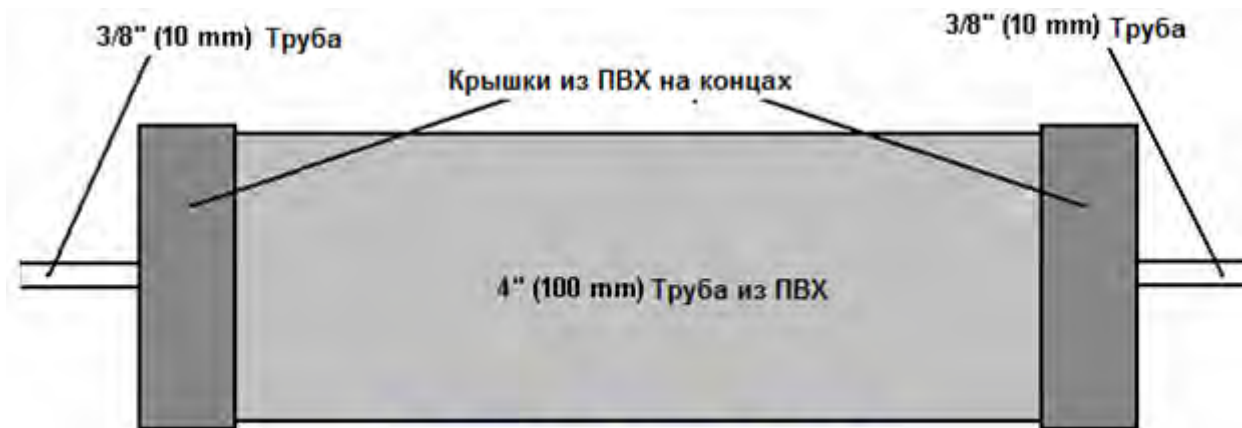 3/8" (10 mm) Труба
3/8" (10 mm) Труба
Крышки из ПВХ на концах
4" (100 mm) Труба из ПВХ